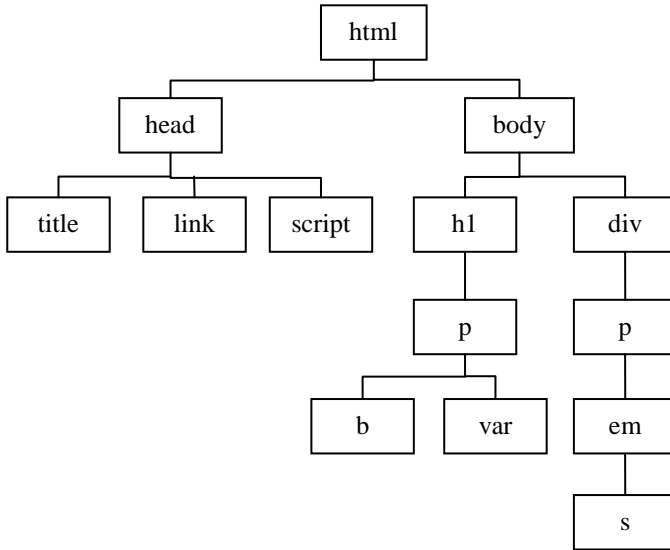 html
head body
title link script h1 div
p p
b var em
s